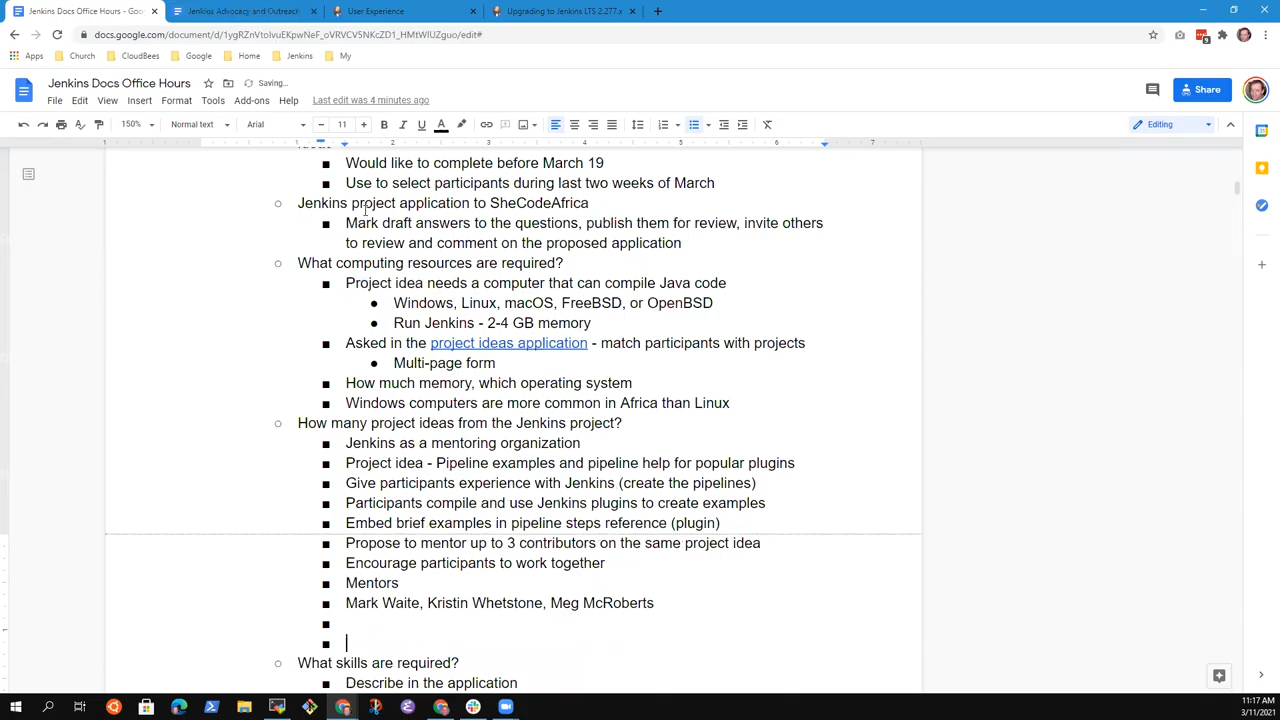 Jenkins Docs Office Hours - Goo
Jenkins Advocacy and Outreach
User Experience
Upgrading to Jenkins LTS 2.277.x
docs.google.com/document/d/1ygRZnVtoIvuEKpwNeF_oVRVCV5NKcZD1_HMtWlUZguo/edit#
Apps
Church
CloudBees
Google
Home
Jenkins
My
Jenkins Docs Office Hours
Saving...
File Edit View Insert Format Tools Add-ons Help
Last edit was 4 minutes ago
Share
150%
Normal text
Arial
11
Editing
1 1 2 3 4 5 6 7
Would like to complete before March 19
Use to select participants during last two weeks of March
Jenkins project application to SheCodeAfrica
Mark draft answers to the questions, publish them for review, invite others
to review and comment on the proposed application
What computing resources are required?
Project idea needs a computer that can compile Java code
Windows, Linux, macOS, FreeBSD, or OpenBSD
Run Jenkins - 2-4 GB memory
Asked in the project ideas application - match participants with projects
Multi-page form
How much memory, which operating system
Windows computers are more common in Africa than Linux
How many project ideas from the Jenkins project?
Jenkins as a mentoring organization
Project idea - Pipeline examples and pipeline help for popular plugins
Give participants experience with Jenkins (create the pipelines)
Participants compile and use Jenkins plugins to create examples
Embed brief examples in pipeline steps reference (plugin)
Propose to mentor up to 3 contributors on the same project idea
Encourage participants to work together
Mentors
Mark Waite, Kristin Whetstone, Meg McRoberts
What skills are required?
Describe in the application
11:17 AM
3/11/2021